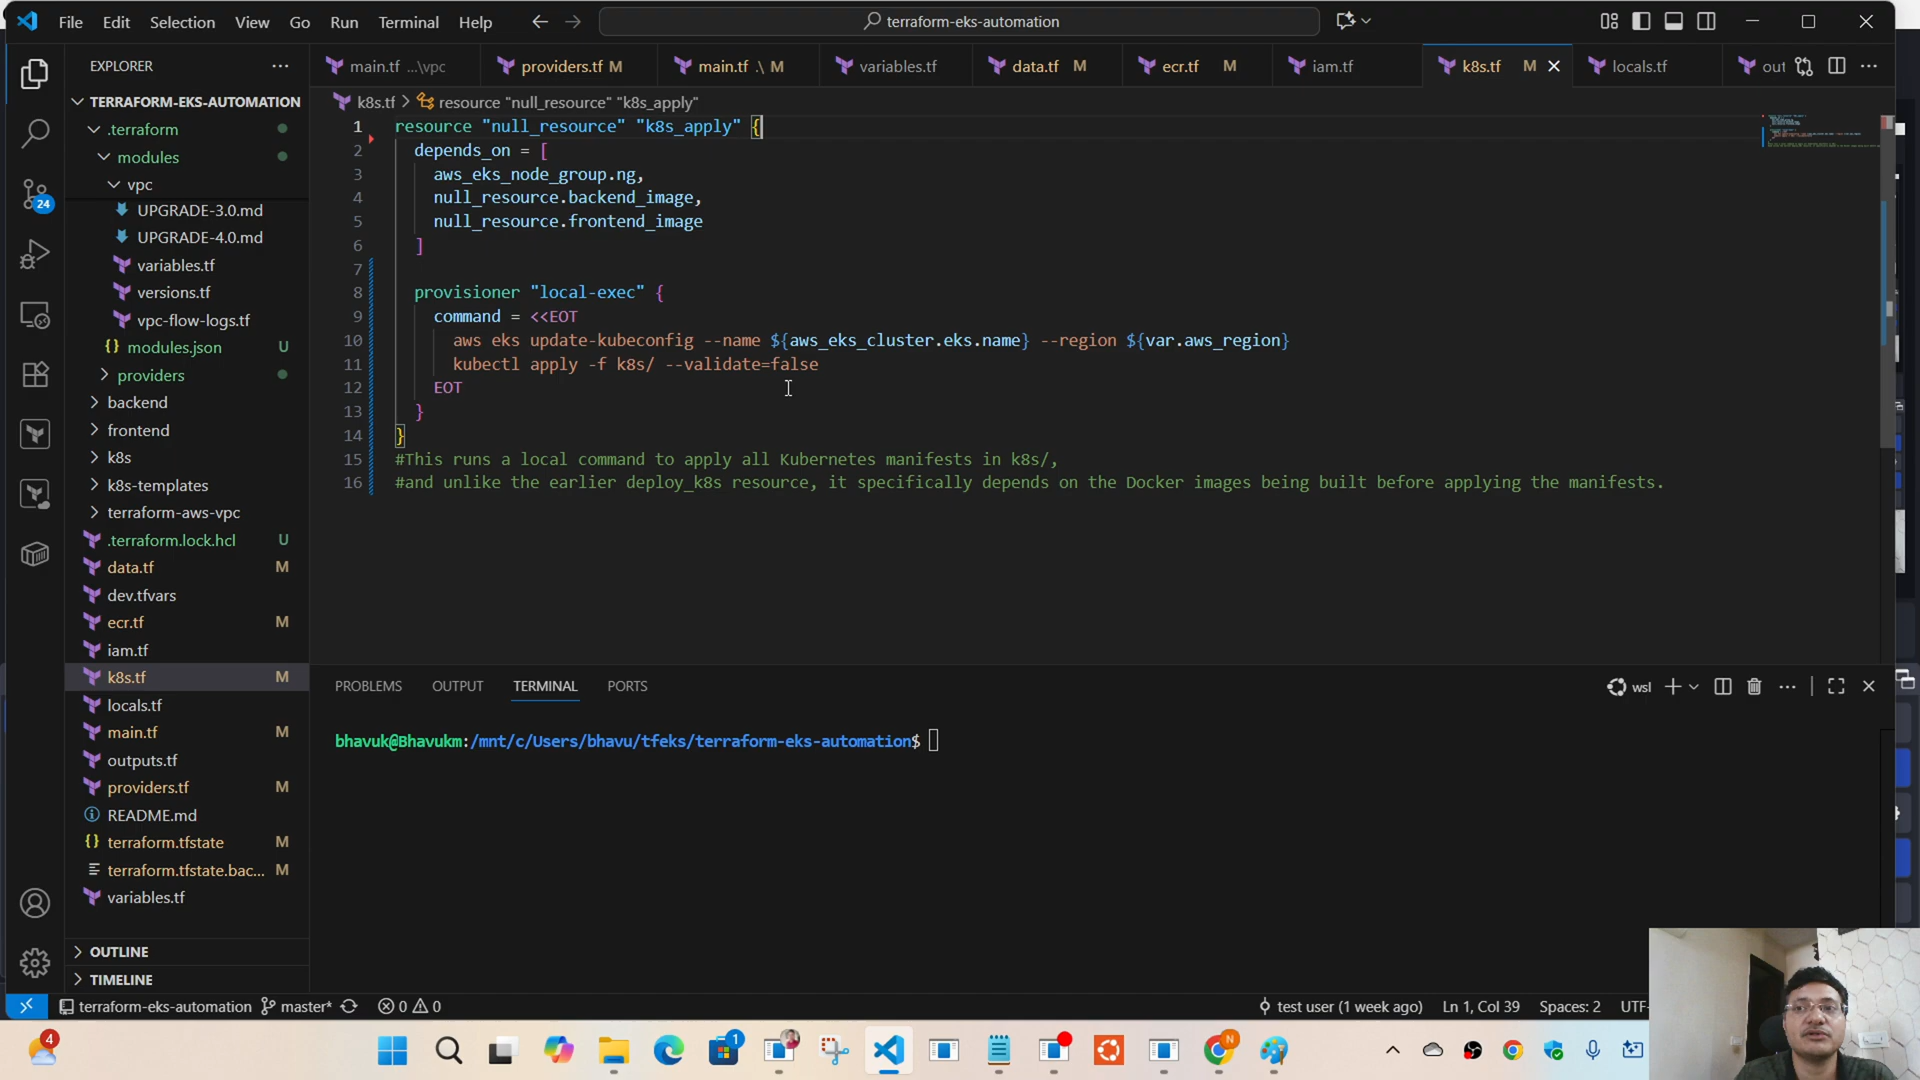 File Edit Selection View Go Run Terminal Help
terraform-eks-automation
EXPLORER
main.tf ...\vpc
providers.tf M
main.tf .\ M
variables.tf
data.tf M
ecr.tf M
iam.tf
k8s.tf M
locals.tf
out
k8s.tf > resource "null_resource" "k8s_apply"
TERRAFORM-EKS-AUTOMATION
.terraform
modules
vpc
UPGRADE-3.0.md
UPGRADE-4.0.md
variables.tf
versions.tf
vpc-flow-logs.tf
modules.json U
providers
backend
frontend
k8s
k8s-templates
terraform-aws-vpc
.terraform.lock.hcl U
data.tf M
dev.tfvars
ecr.tf M
iam.tf
k8s.tf M
locals.tf
main.tf M
outputs.tf
providers.tf M
README.md
terraform.tfstate M
terraform.tfstate.bac... M
variables.tf
OUTLINE
TIMELINE
24
1 resource "null_resource" "k8s_apply" {
2 depends_on = [
3 aws_eks_node_group.ng,
4 null_resource.backend_image,
5 null_resource.frontend_image
6 ]
7
8 provisioner "local-exec" {
9 command = <<EOT
10 aws eks update-kubeconfig --name ${aws_eks_cluster.eks.name} --region ${var.aws_region}
11 kubectl apply -f k8s/ --validate=false
12 EOT
13 }
14 }
15 #This runs a local command to apply all Kubernetes manifests in k8s/,
16 #and unlike the earlier deploy_k8s resource, it specifically depends on the Docker images being built before applying the manifests.
PROBLEMS OUTPUT TERMINAL PORTS
wsl
bhavuk@Bhavukm:/mnt/c/Users/bhavu/tfeks/terraform-eks-automation$
terraform-eks-automation master* 0 0
test user (1 week ago) Ln 1, Col 39 Spaces: 2 UTF-
4
1
N